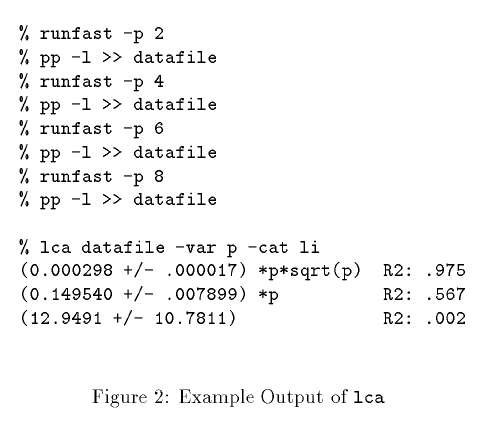 % runfast -p 2
% pp -l >> datafile
% runfast -p 4
% pp -l >> datafile
% runfast -p 6
% pp -l >> datafile
% runfast -p 8
% pp -l >> datafile
% lca datafile -var p -cat li
(0.000298 +/- .000017) *p*sqrt(p) R2: .975
(0.149540 +/- .007899) *p R2: .567
(12.9491 +/- 10.7811) R2: .002
Figure 2: Example Output of lca